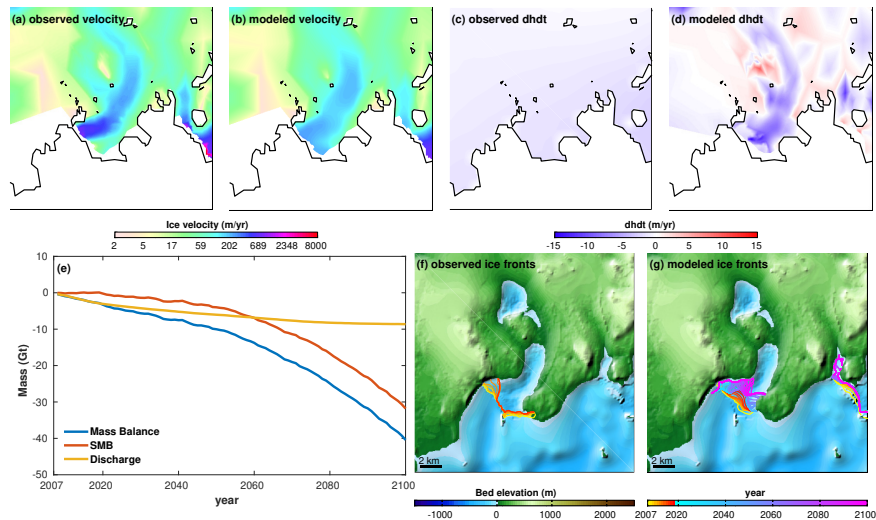 (a) observed velocity
(b) modeled velocity
(c) observed dhdt
(d) modeled dhdt
Ice velocity (m/yr)
2 5 17 59 202 689 2348 8000
dhdt (m/yr)
-15 -10 -5 0 5 10 15
(e)
10
0
-10
-20
-30
-40
-50
Mass (Gt)
Mass Balance
SMB
Discharge
2007 2020 2040 2060 2080 2100
year
(f) observed ice fronts
2 km
(g) modeled ice fronts
2 km
Bed elevation (m)
-1000 0 1000 2000
year
2007 2020 2040 2060 2080 2100